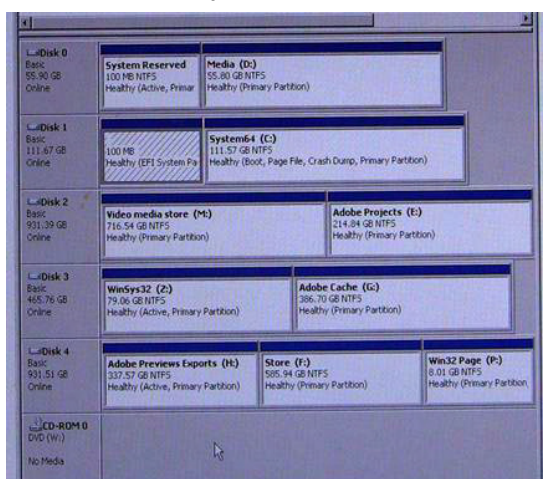 Disk 0
Basic
55.90 GB
Online
System Reserved
100 MB NTFS
Healthy (Active, Primar
Media (D:)
55.80 GB NTFS
Healthy (Primary Partition)
Disk 1
Basic
111.67 GB
Online
100 MB
Healthy (EFI System Pa
System64 (C:)
111.57 GB NTFS
Healthy (Boot, Page File, Crash Dump, Primary Partition)
Disk 2
Basic
931.39 GB
Online
Video media store (M:)
716.54 GB NTFS
Healthy (Primary Partition)
Adobe Projects (E:)
214.84 GB NTFS
Healthy (Primary Partition)
Disk 3
Basic
465.76 GB
Online
WinSys32 (Z:)
79.06 GB NTFS
Healthy (Active, Primary Partition)
Adobe Cache (G:)
386.70 GB NTFS
Healthy (Primary Partition)
Disk 4
Basic
931.51 GB
Online
Adobe Previews Exports (H:)
337.57 GB NTFS
Healthy (Active, Primary Partition)
Store (F:)
585.94 GB NTFS
Healthy (Primary Partition)
Win32 Page (P:)
8.01 GB NTFS
Healthy (Primary Partition
CD-ROM 0
DVD (W:)
No Media